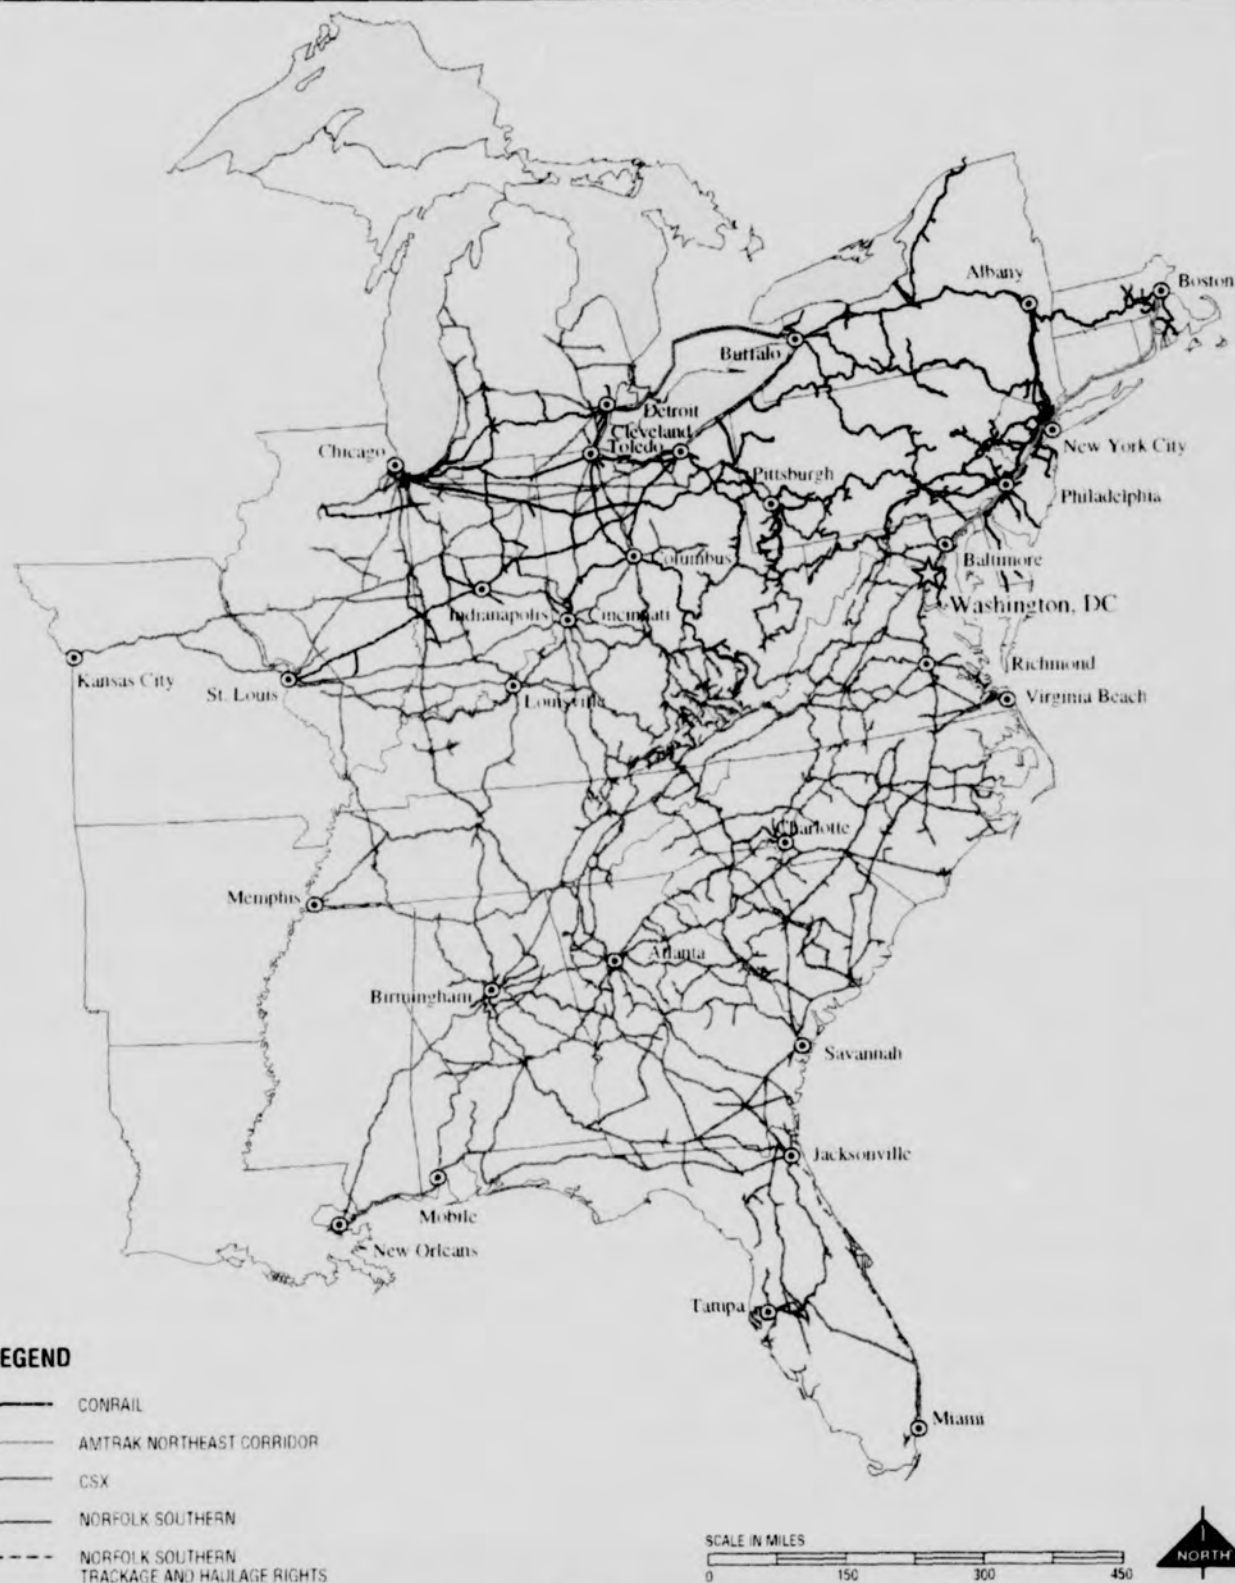 Albany
Boston
Buffalo
Detroit
Cleveland
Toledo
Chicago
New York City
Pittsburgh
Philadelphia
Columbus
Baltimore
Indianapolis
Cincinnati
Washington, DC
Kansas City
St. Louis
Louisville
Richmond
Virginia Beach
Charlotte
Memphis
Atlanta
Birmingham
Savannah
Jacksonville
Mobile
New Orleans
Tampa
Miami
EGEND
CONRAIL
AMTRAK NORTHEAST CORRIDOR
CSX
NORFOLK SOUTHERN
NORFOLK SOUTHERN
TRACKAGE AND HAULAGE RIGHTS
SCALE IN MILES
0 150 300 450
NORTH